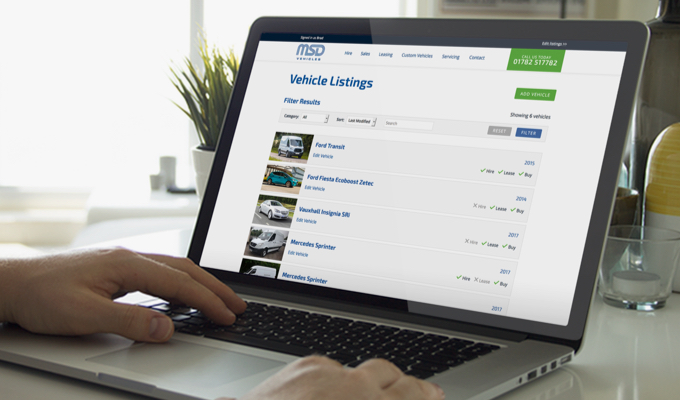 Signed in as Brad
Edit listings >>
MSD
VEHICLES
Hire Sales Leasing Custom Vehicles Servicing Contact
CALL US TODAY
01782 517782
Vehicle Listings
ADD VEHICLE
Filter Results
Showing 6 vehicles
Category: All Sort: Last Modified Search RESET FILTER
Ford Transit 2015
Edit Vehicle Hire Lease Buy
Ford Fiesta Ecoboost Zetec 2014
Edit Vehicle Hire Lease Buy
Vauxhall Insignia SRi 2017
Edit Vehicle Hire Lease Buy
Mercedes Sprinter 2017
Edit Vehicle Hire Lease Buy
Mercedes Sprinter 2017